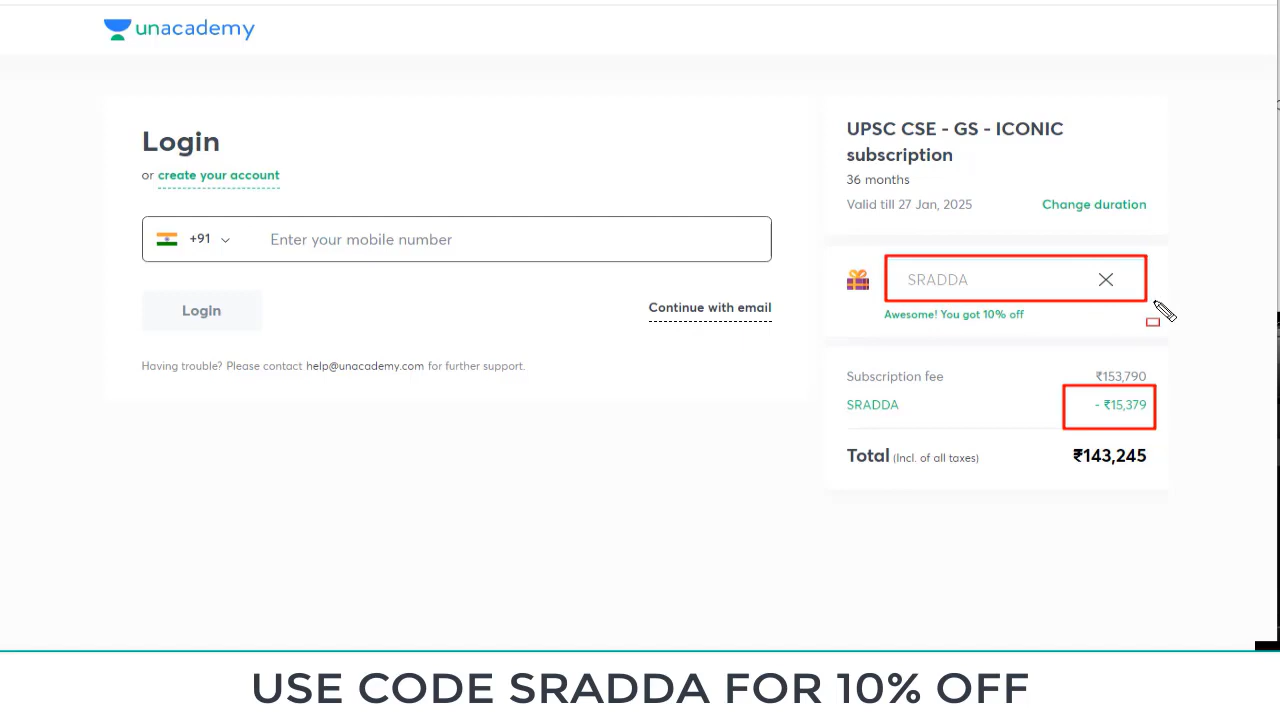 unacademy
Login
or create your account
+91
Enter your mobile number
Login
Continue with email
Having trouble? Please contact help@unacademy.com for further support.
UPSC CSE - GS - ICONIC
subscription
36 months
Valid till 27 Jan, 2025 Change duration
SRADDA
Awesome! You got 10% off
Subscription fee ₹153,790
SRADDA - ₹15,379
Total (Incl. of all taxes) ₹143,245
USE CODE SRADDA FOR 10% OFF